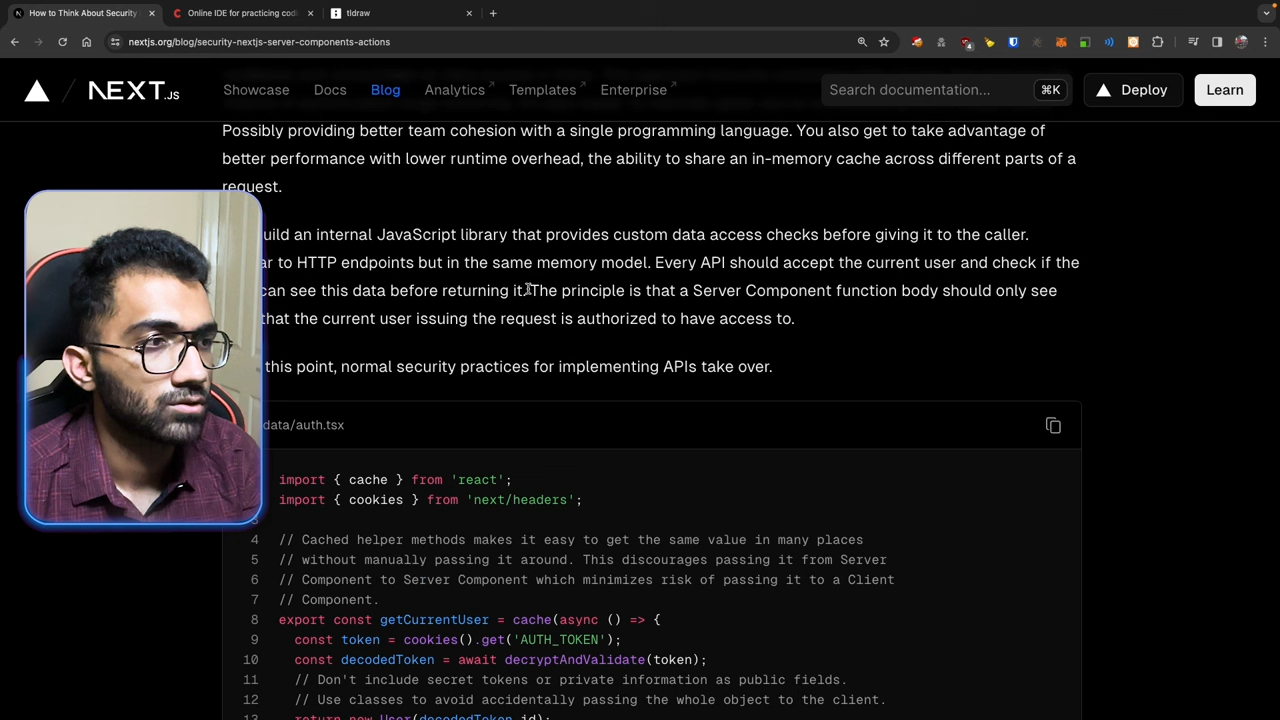 How to Think About Security
Online IDE for practicing codi
tldraw
nextjs.org/blog/security-nextjs-server-components-actions
NEXT.JS
Showcase Docs Blog Analytics Templates Enterprise
Search documentation... ⌘K
Deploy
Learn
Possibly providing better team cohesion with a single programming language. You also get to take advantage of
better performance with lower runtime overhead, the ability to share an in-memory cache across different parts of a
request.
uild an internal JavaScript library that provides custom data access checks before giving it to the caller.
ar to HTTP endpoints but in the same memory model. Every API should accept the current user and check if the
can see this data before returning it. The principle is that a Server Component function body should only see
that the current user issuing the request is authorized to have access to.
this point, normal security practices for implementing APIs take over.
data/auth.tsx
import { cache } from 'react';
import { cookies } from 'next/headers';
3
4 // Cached helper methods makes it easy to get the same value in many places
5 // without manually passing it around. This discourages passing it from Server
6 // Component to Server Component which minimizes risk of passing it to a Client
7 // Component.
8 export const getCurrentUser = cache(async () => {
9 const token = cookies().get('AUTH_TOKEN');
10 const decodedToken = await decryptAndValidate(token);
11 // Don't include secret tokens or private information as public fields.
12 // Use classes to avoid accidentally passing the whole object to the client.
13 return new User(decodedToken.id);